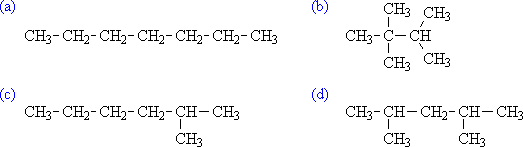 (a)
CH3-CH2-CH2-CH2-CH2-CH2-CH3
(b)
CH3 CH3
CH3-C-CH
CH3 CH3
(c)
CH3-CH2-CH2-CH2-CH-CH3
CH3
(d)
CH3-CH-CH2-CH-CH3
CH3 CH3